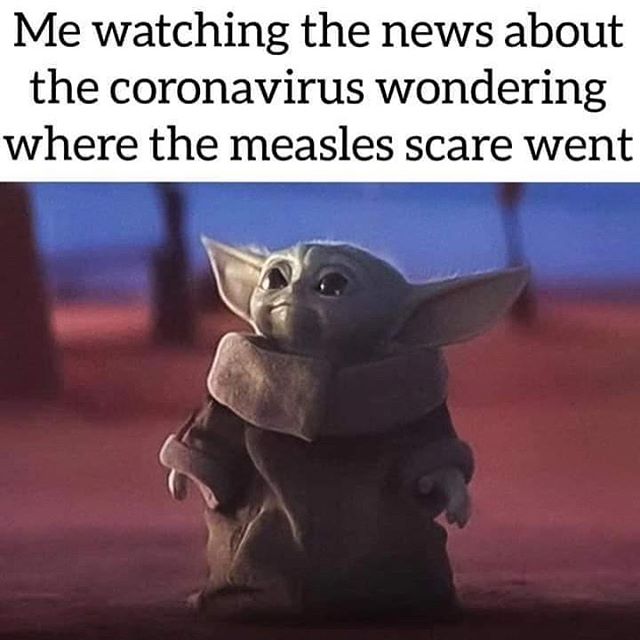 Me watching the news about
the coronavirus wondering
where the measles scare went